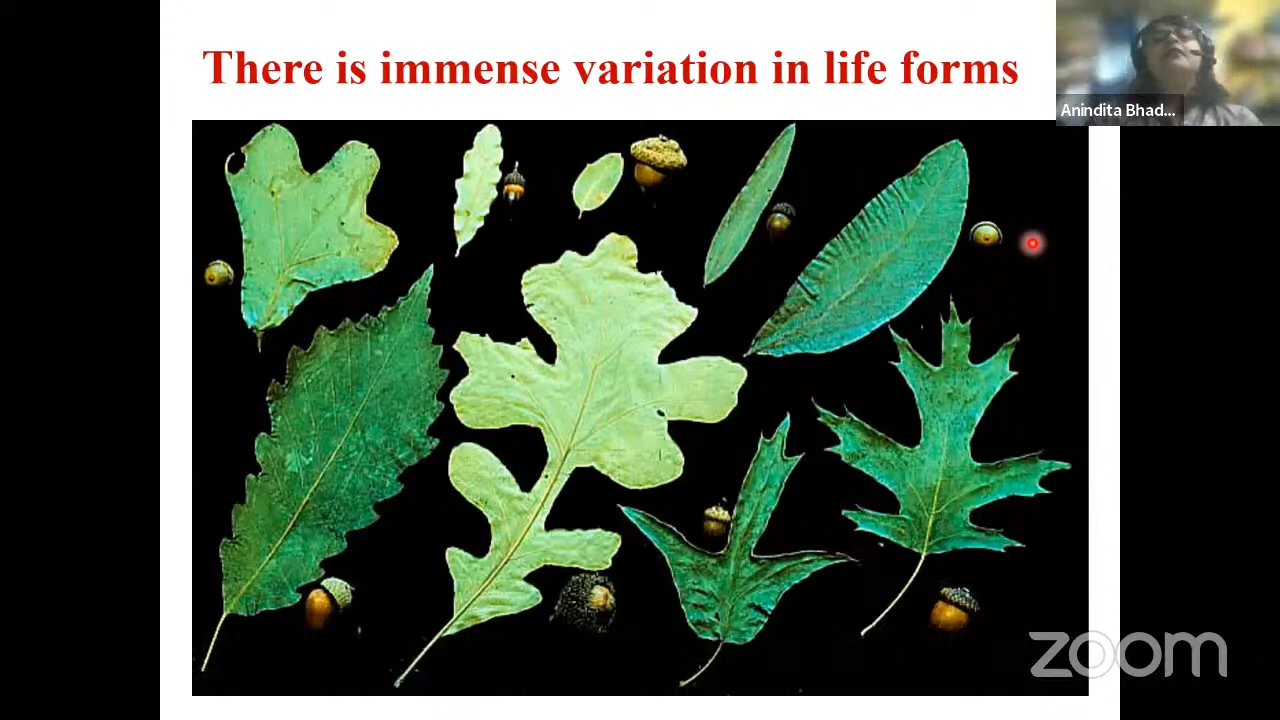 There is immense variation in life forms
Anindita Bhad...
zoom